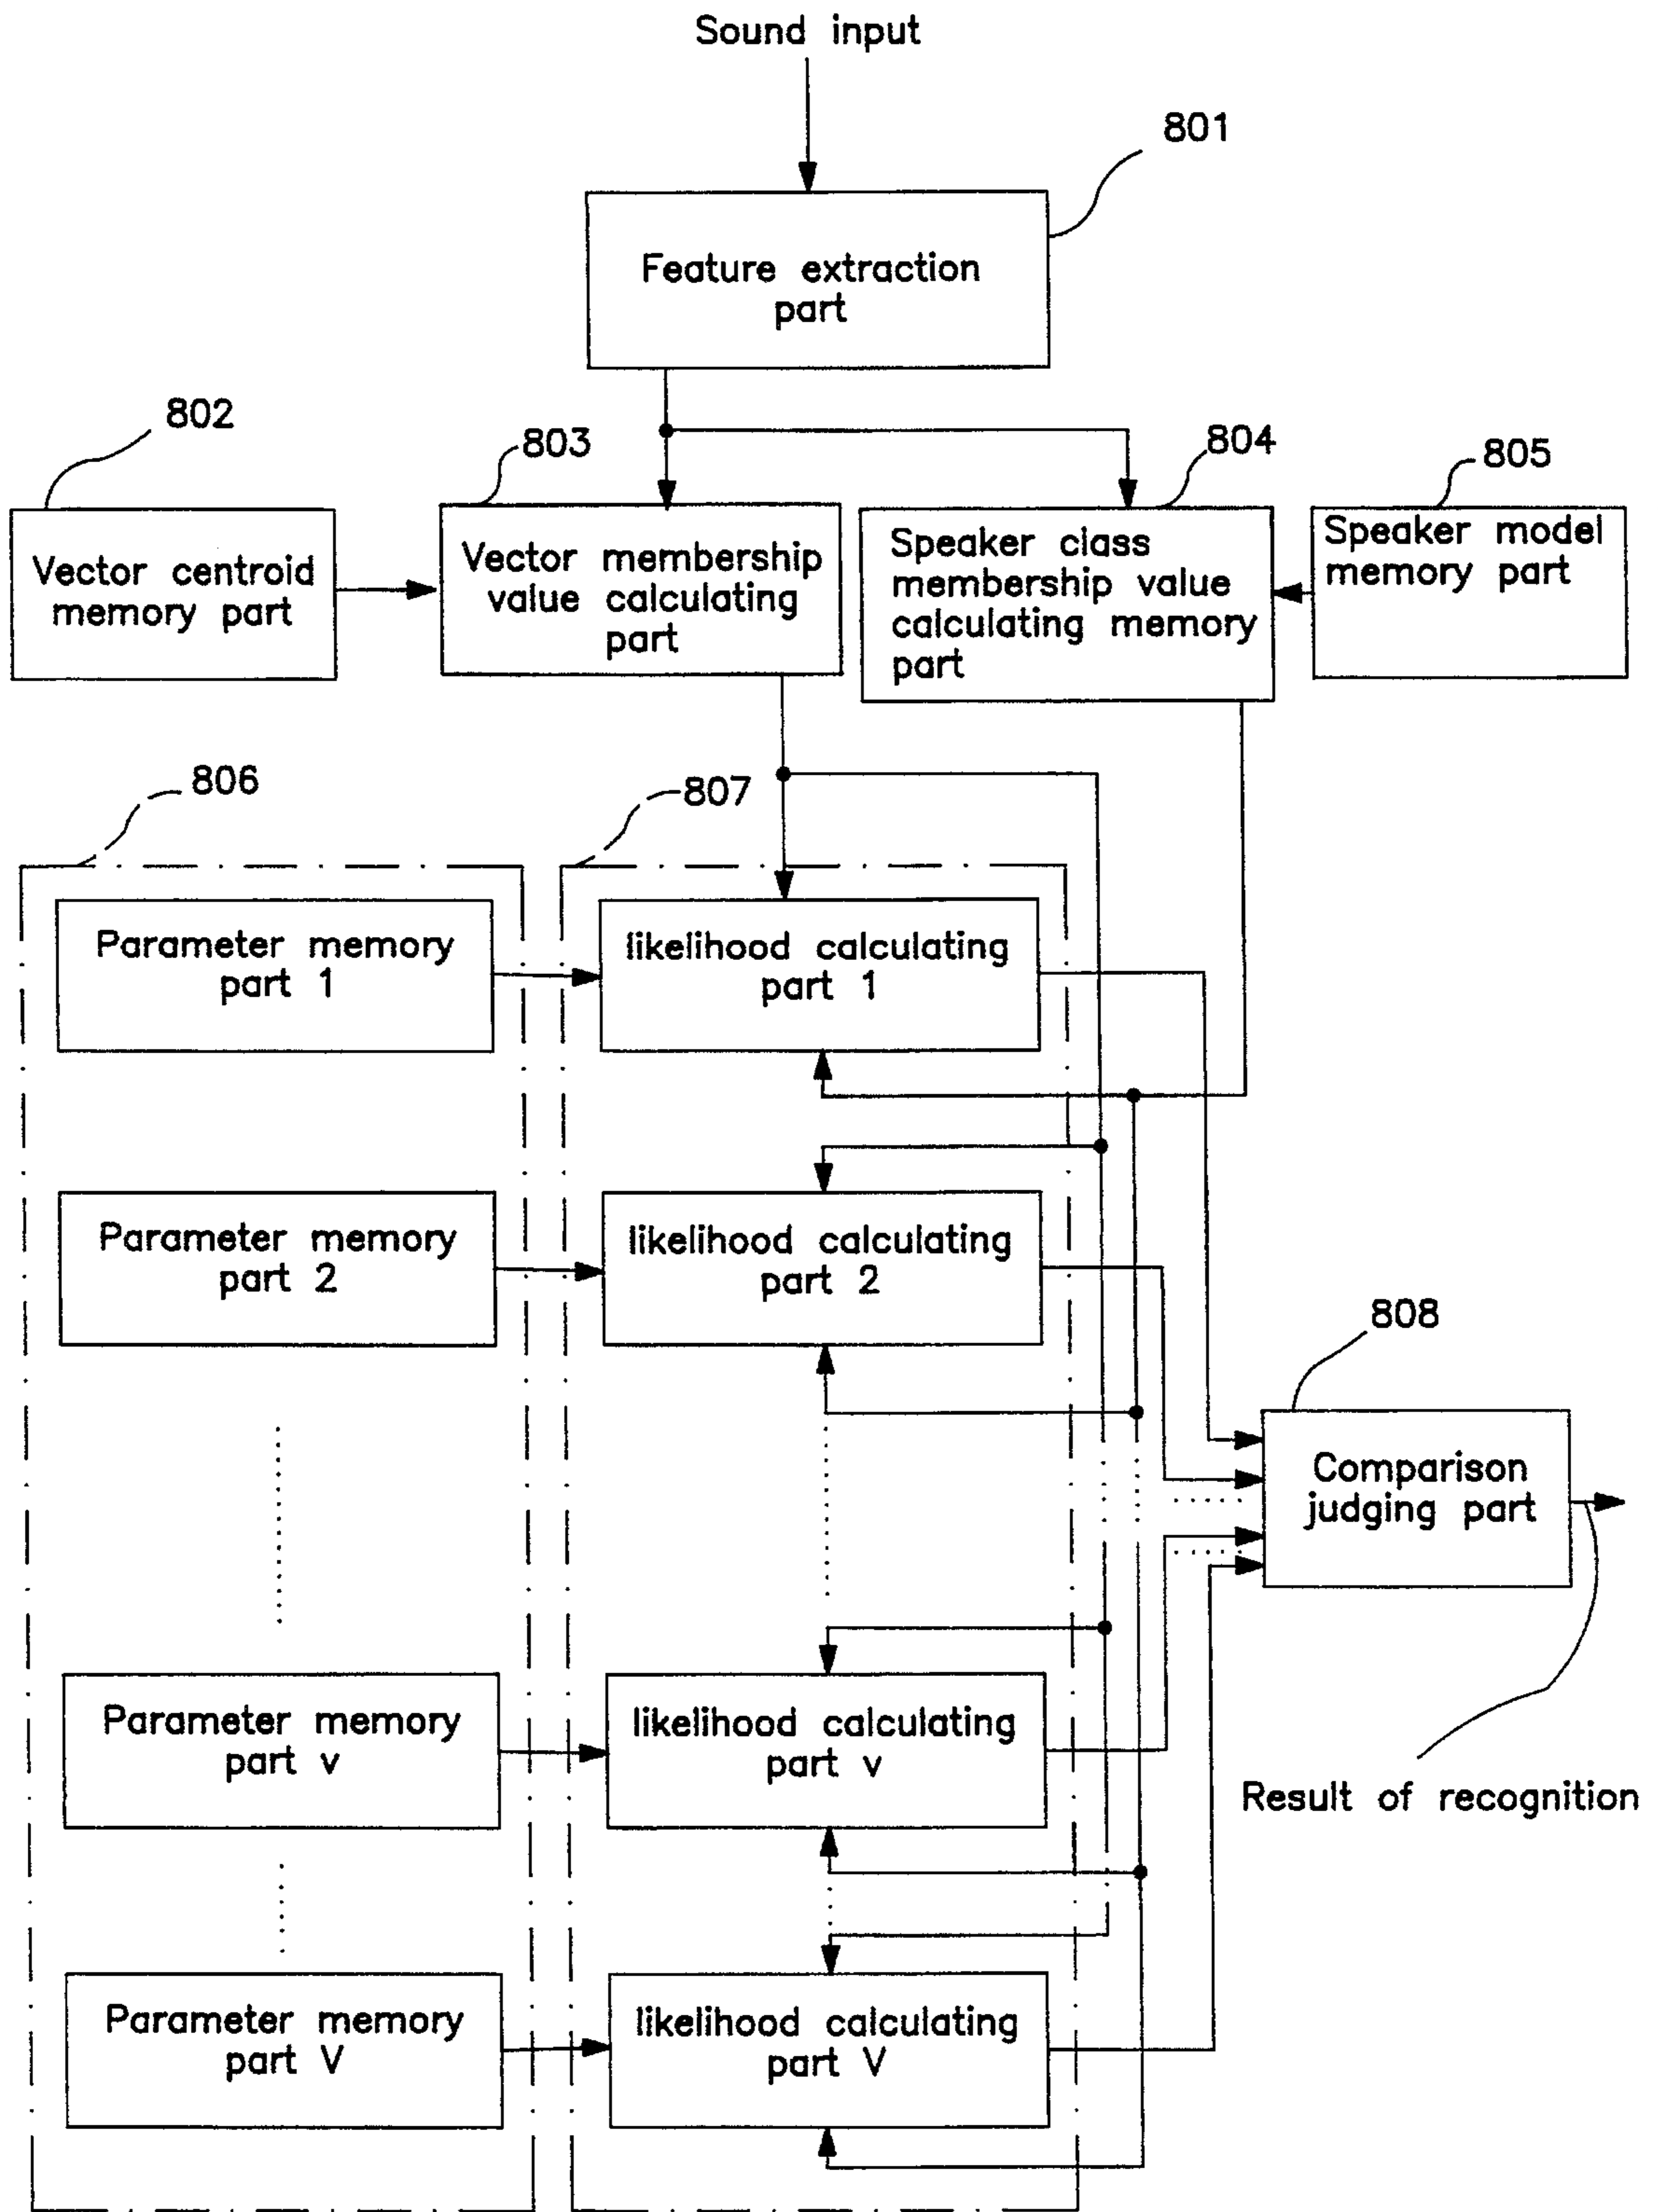 Sound input
801
Feature extraction
part
802
803
804
805
Vector centroid
memory part
Vector membership
value calculating
part
Speaker class
membership value
calculating memory
part
Speaker model
memory part
806
807
Parameter memory
part 1
likelihood calculating
part 1
Parameter memory
part 2
likelihood calculating
part 2
808
Comparison
judging part
Parameter memory
part v
likelihood calculating
part v
Result of recognition
Parameter memory
part V
likelihood calculating
part V